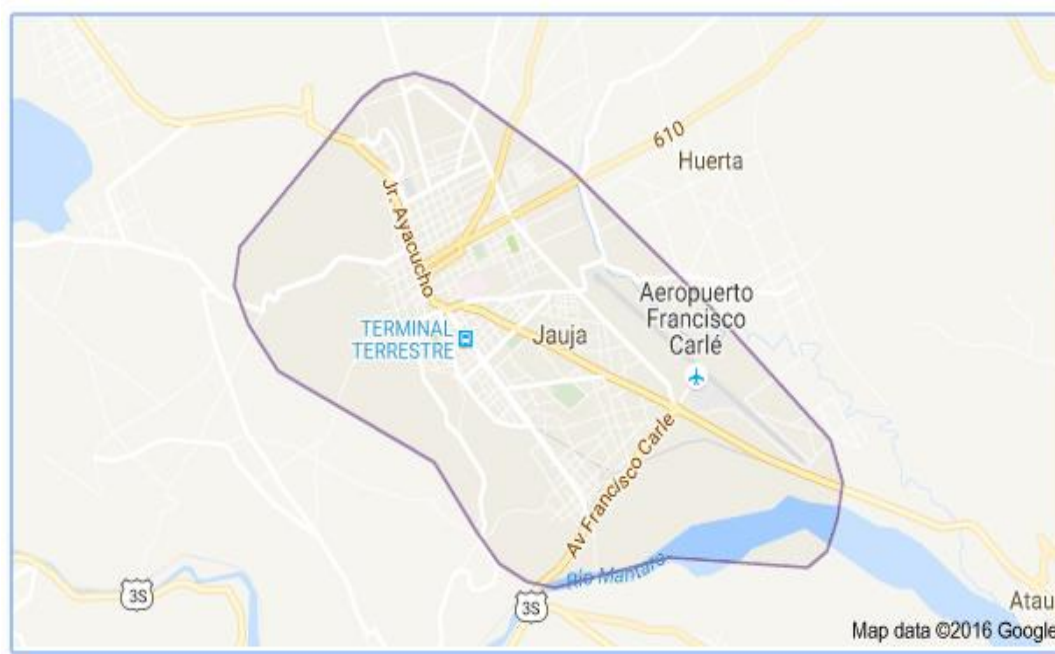 610
Huerta
Jr. Ayacucho
Aeropuerto
Francisco
Carlé
TERMINAL
TERRESTRE
Jauja
Av Francisco Carle
Río Mantaro
3S
3S
Atau
Map data ©2016 Google